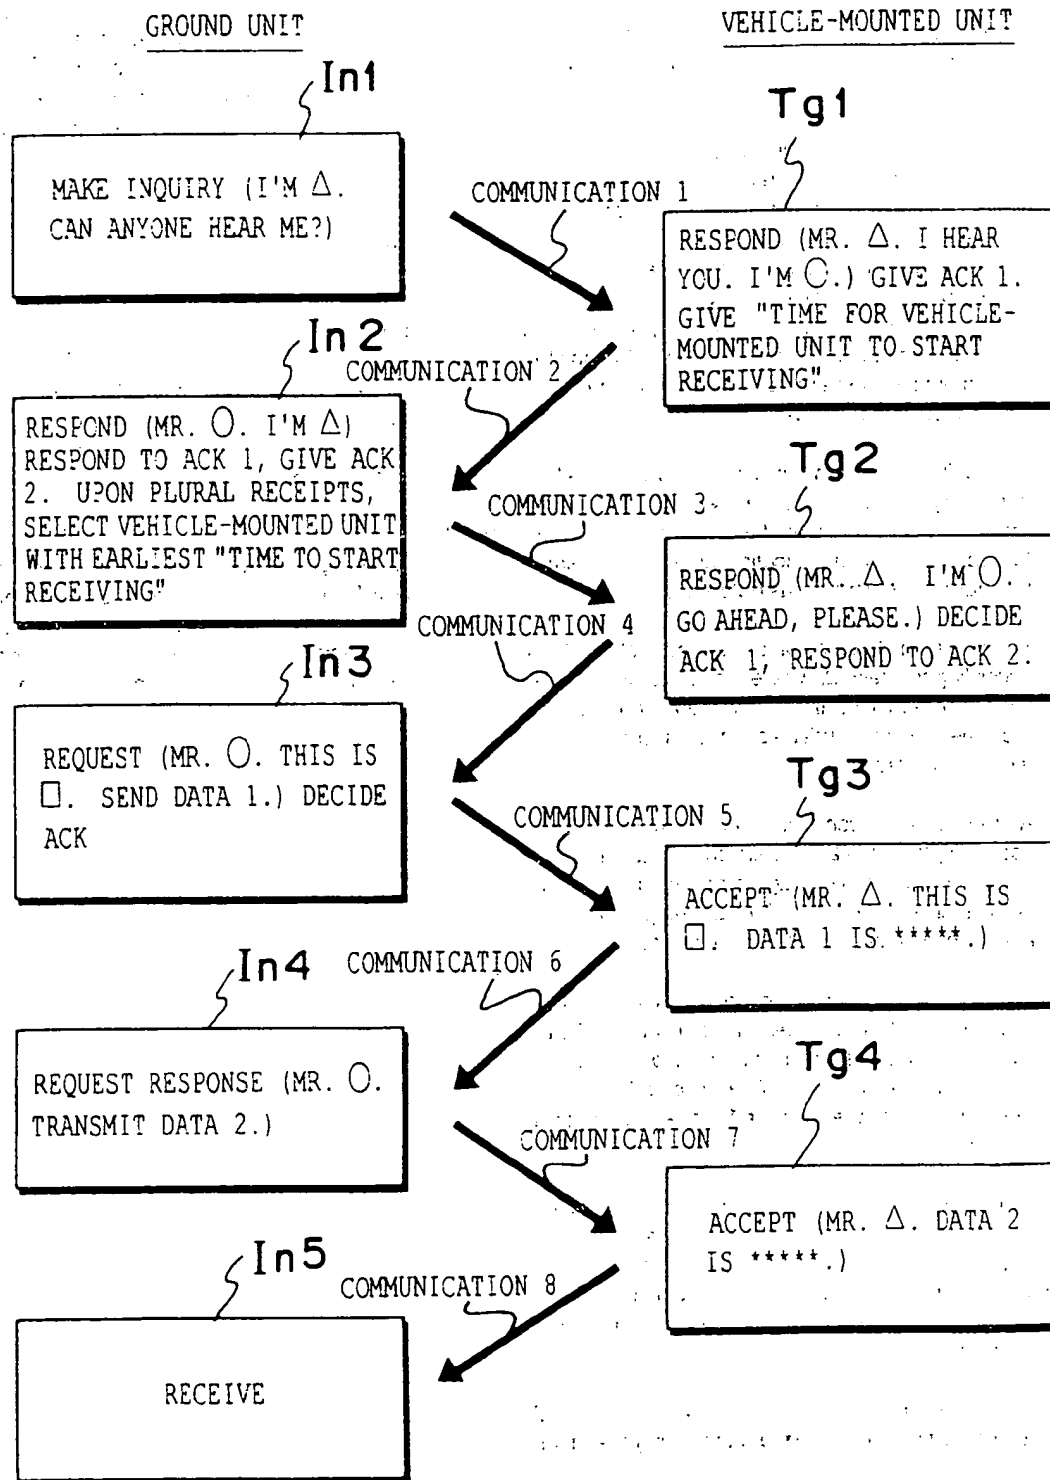 GROUND UNIT
VEHICLE-MOUNTED UNIT
In1
MAKE INQUIRY (I'M △.
CAN ANYONE HEAR ME?)
COMMUNICATION 1
Tg1
RESPOND (MR. △. I HEAR
YOU. I'M ○.) GIVE ACK 1.
GIVE "TIME FOR VEHICLE-
MOUNTED UNIT TO START
RECEIVING".
In2
COMMUNICATION 2
RESPOND (MR. ○. I'M △)
RESPOND TO ACK 1, GIVE ACK
2. UPON PLURAL RECEIPTS,
SELECT VEHICLE-MOUNTED UNIT
WITH EARLIEST "TIME TO START
RECEIVING"
COMMUNICATION 3
Tg2
RESPOND (MR. △. I'M ○.
GO AHEAD, PLEASE.) DECIDE
ACK 1, RESPOND TO ACK 2.
COMMUNICATION 4
In3
REQUEST (MR. ○. THIS IS
□. SEND DATA 1.) DECIDE
ACK
COMMUNICATION 5
Tg3
ACCEPT (MR. △. THIS IS
□. DATA 1 IS *****.)
In4
COMMUNICATION 6
REQUEST RESPONSE (MR. ○.
TRANSMIT DATA 2.)
COMMUNICATION 7
Tg4
ACCEPT (MR. △. DATA 2
IS *****.)
In5
COMMUNICATION 8
RECEIVE